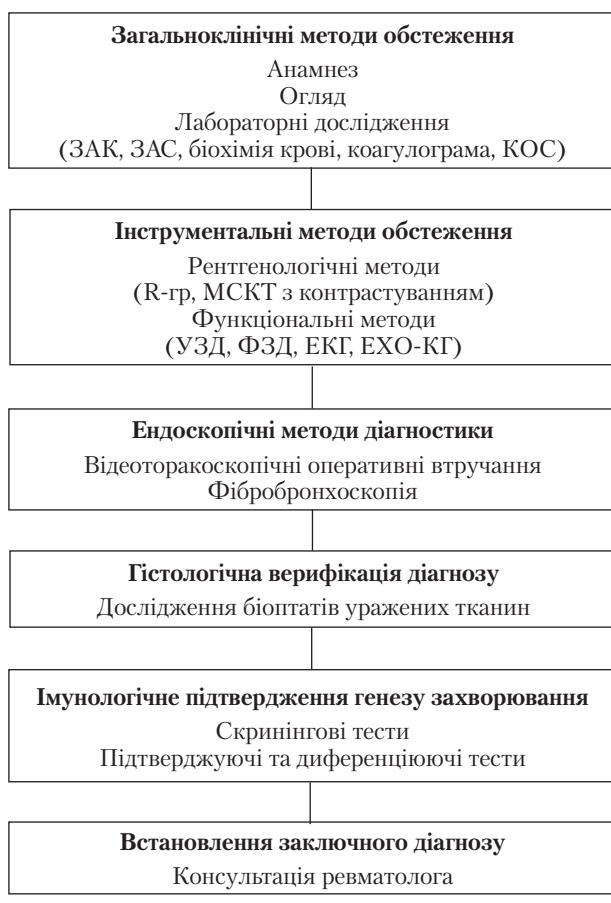 Загальноклінічні методи обстеження
Анамнез
Огляд
Лабораторні дослідження
(ЗАК, ЗАС, біохімія крові, коагулограма, КОС)
Інструментальні методи обстеження
Рентгенологічні методи
(R-гр, МСКТ з контрастуванням)
Функціональні методи
(УЗД, ФЗД, ЕКГ, ЕХО-КГ)
Ендоскопічні методи діагностики
Відеоторакоскопічні оперативні втручання
Фібробронхоскопія
Гістологічна верифікація діагнозу
Дослідження біоптатів уражених тканин
Імунологічне підтвердження генезу захворювання
Скринінгові тести
Підтверджуючі та диференціюючі тести
Встановлення заключного діагнозу
Консультація ревматолога